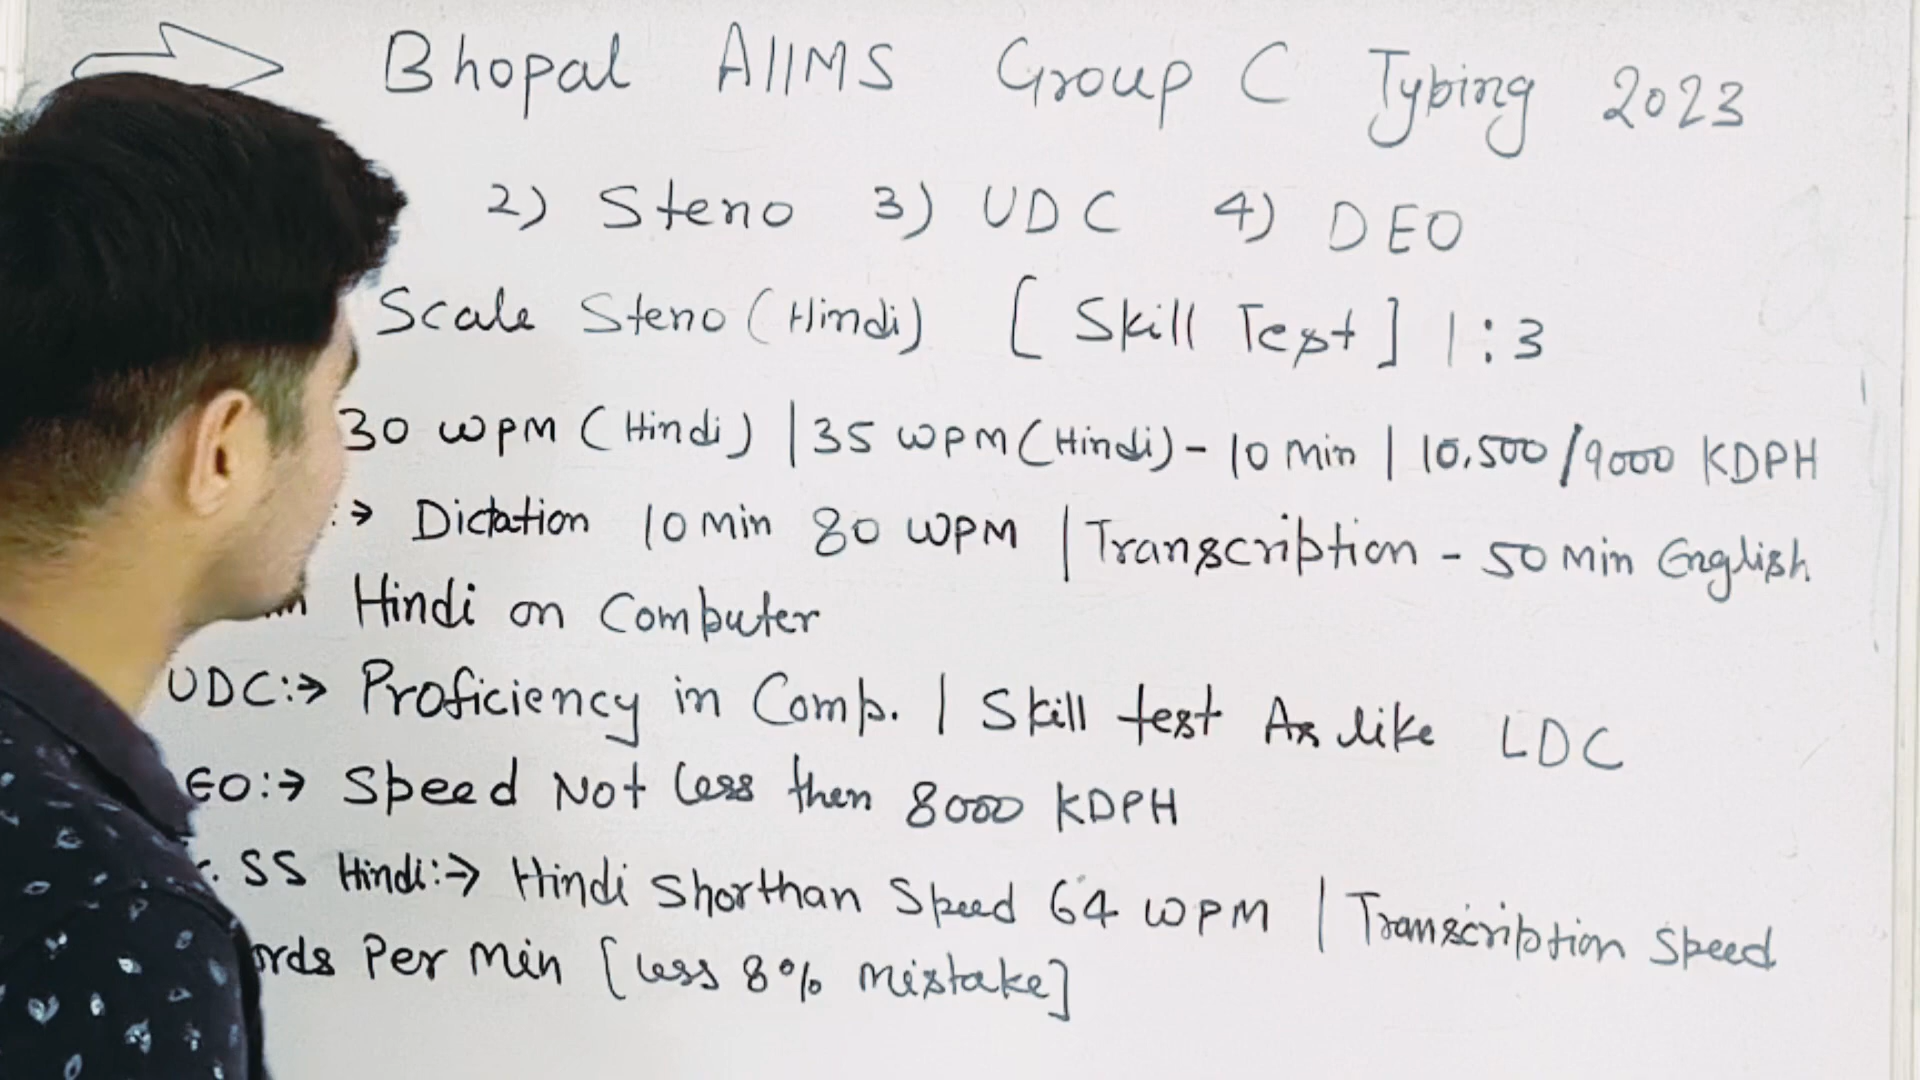 Bhopal AIIMS Group C Typing 2023
2) Steno 3) UDC 4) DEO
Scale Steno (Hindi) [ Skill Test ] 1:3
30 WPM (Hindi) | 35 WPM (Hindi) - 10 Min | 10,500 / 9000 KDPH
:→ Dictation 10 min 80 WPM | Transcription - 50 Min English
Hindi on Computer
UDC:→ Proficiency in Comp. | Skill test As like LDC
EO:→ Speed Not Less then 8000 KDPH
SS Hindi:→ Hindi Shorthan Speed 64 WPM | Transcription Speed
ords Per Min [Less 8% Mistake]